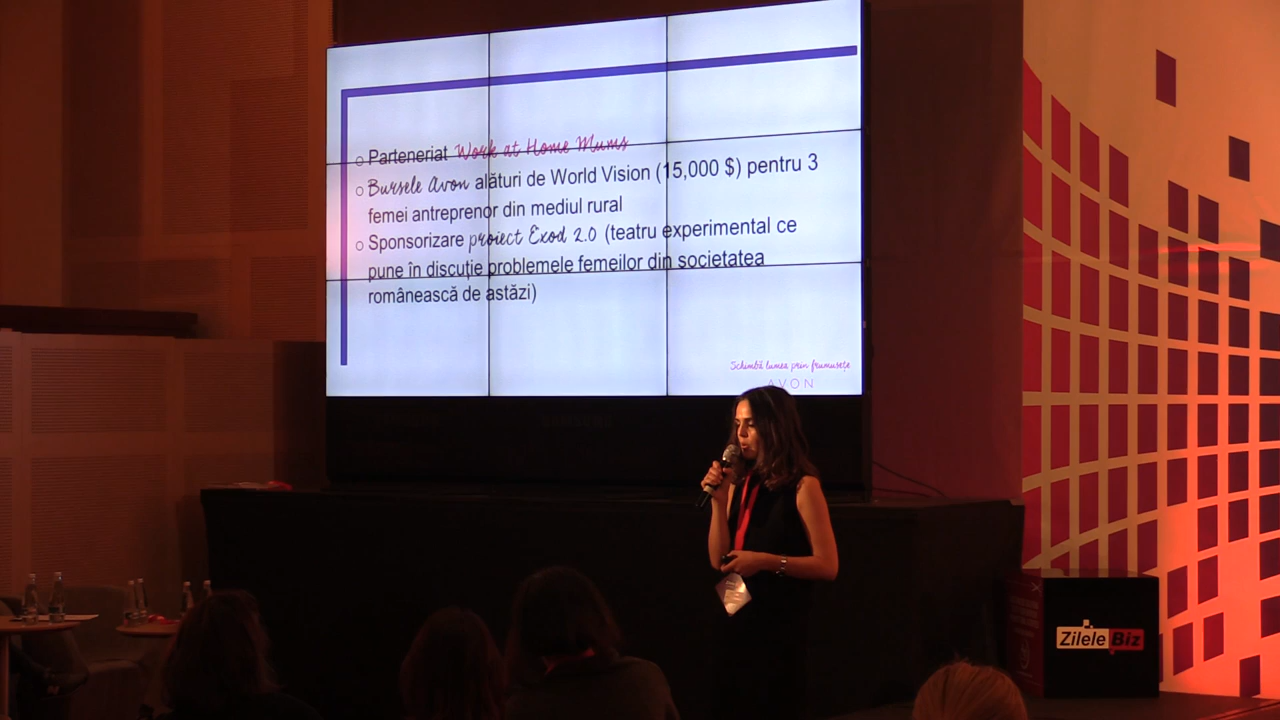 Parteneriat Work at Home Mums
Bursele Avon alături de World Vision (15,000 $) pentru 3
femei antreprenor din mediul rural
Sponsorizare proiect Exod 2.0 (teatru experimental ce
pune în discuție problemele femeilor din societatea
românească de astăzi)
Schimbă lumea prin frumusețe
AVON
Zilele Biz